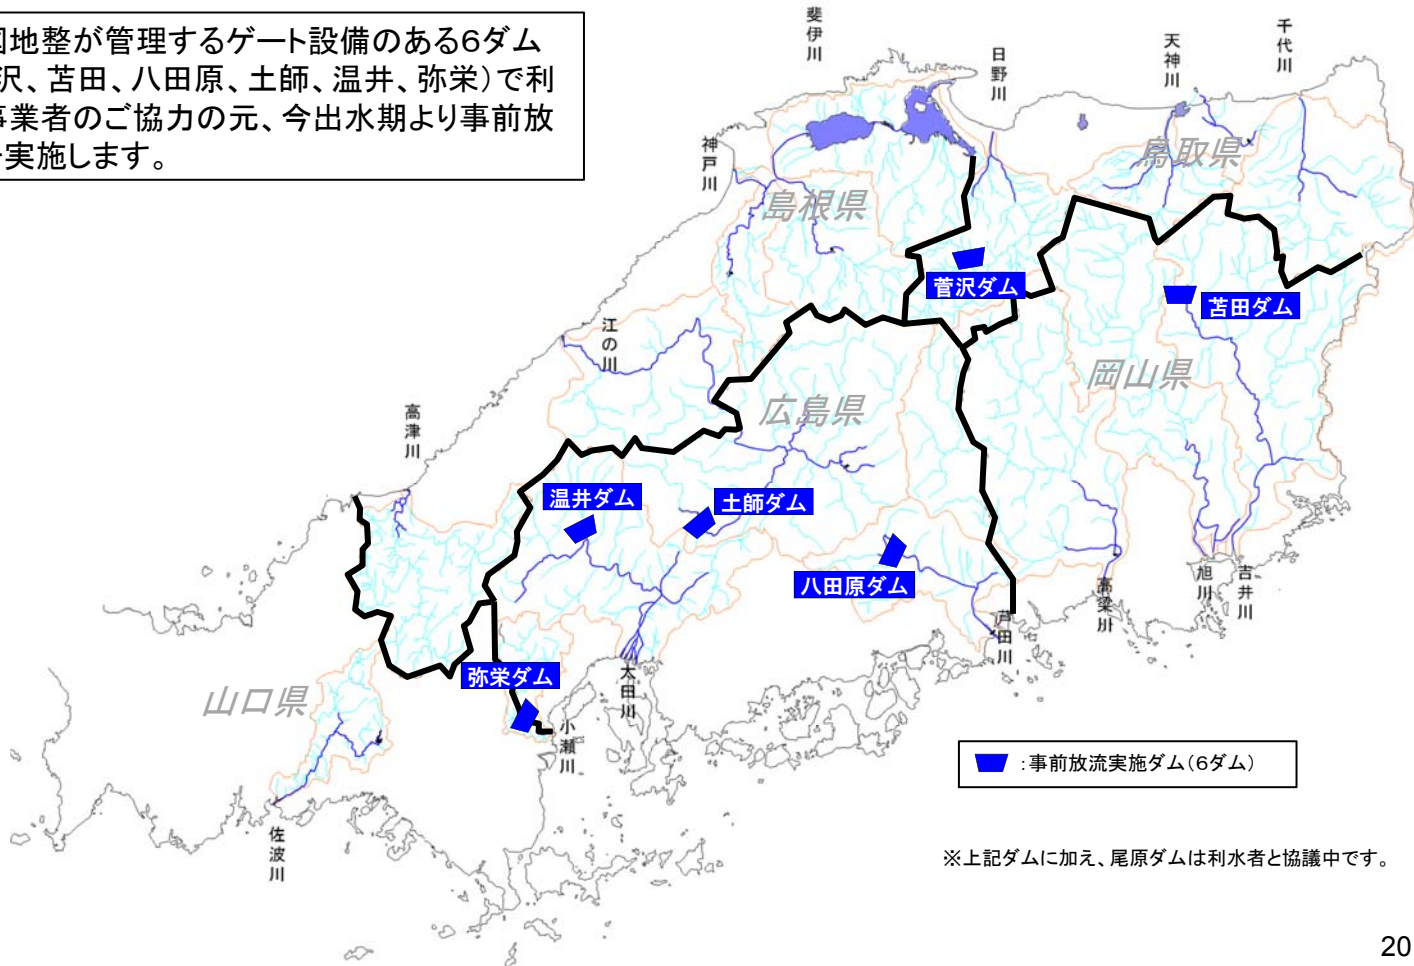 国地整が管理するゲート設備のある6ダム
沢、苫田、八田原、土師、温井、弥栄)で利
事業者のご協力の元、今出水期より事前放
を実施します。
斐伊川
日野川
天神川
千代川
神戸川
鳥取県
島根県
菅沢ダム
苫田ダム
江の川
岡山県
広島県
高津川
温井ダム
土師ダム
八田原ダム
芦田川
高梁川
旭川
吉井川
弥栄ダム
太田川
山口県
小瀬川
佐波川
:事前放流実施ダム(6ダム)
※上記ダムに加え、尾原ダムは利水者と協議中です。
20